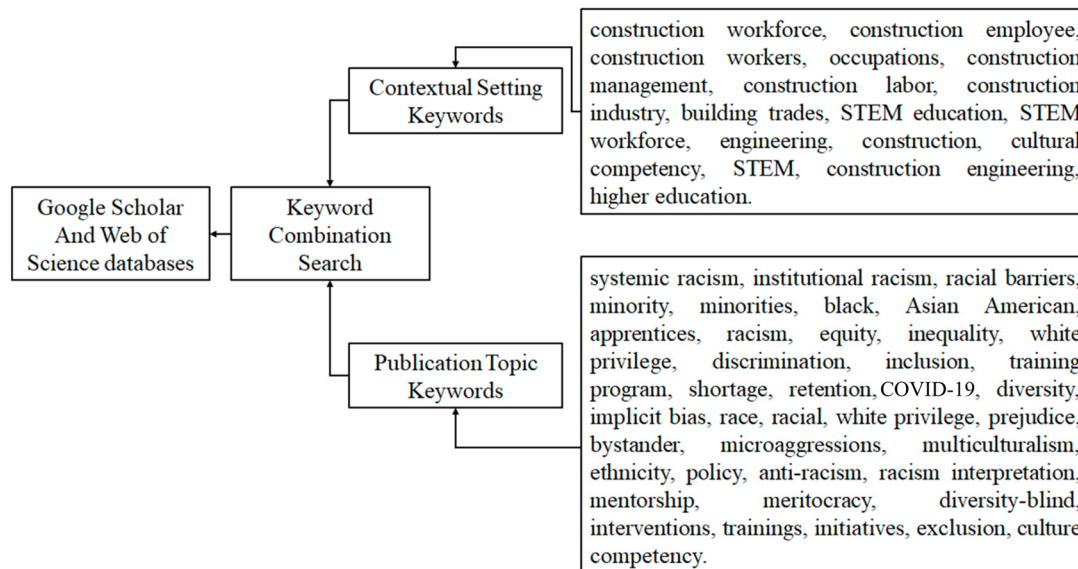 construction workforce, construction employee,
construction workers, occupations, construction
management, construction labor, construction
industry, building trades, STEM education, STEM
workforce, engineering, construction, cultural
competency, STEM, construction engineering,
higher education.
Contextual Setting
Keywords
Google Scholar
And Web of
Science databases
Keyword
Combination
Search
Publication Topic
Keywords
systemic racism, institutional racism, racial barriers,
minority, minorities, black, Asian American,
apprentices, racism, equity, inequality, white
privilege, discrimination, inclusion, training
program, shortage, retention, COVID-19, diversity,
implicit bias, race, racial, white privilege, prejudice,
bystander, microaggressions, multiculturalism,
ethnicity, policy, anti-racism, racism interpretation,
mentorship, meritocracy, diversity-blind,
interventions, trainings, initiatives, exclusion, culture
competency.